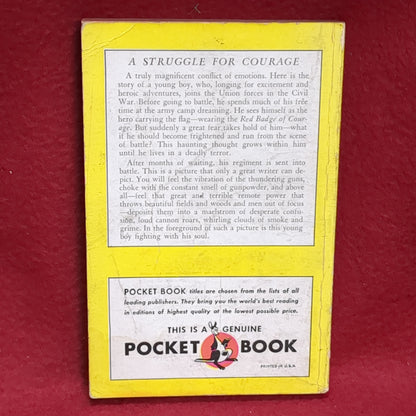 A STRUGGLE FOR COURAGE
A truly magnificent conflict of emotions. Here is the
story of a young boy, who, longing for excitement and
heroic adventures, joins the Union forces in the Civil
War. Before going to battle, he spends much of his free
time at the army camp dreaming. He sees himself as the
hero carrying the flag—wearing the Red Badge of Cour-
age. But suddenly a great fear takes hold of him—what
if he should become frightened and run from the scene
of battle? This haunting thought grows within him
until he lives in a deadly terror.
After months of waiting, his regiment is sent into
battle. This is a picture that only a great writer can de-
pict. You will feel the vibration of the thundering guns,
choke with the constant smell of gunpowder, and above
all—feel that great and terrible remote power that
throws beautiful fields and woods and men out of focus
—deposits them into a maelstrom of desperate confu-
sion, loud cannon roars, whirling clouds of smoke and
grime. In the foreground of such a picture is this young
boy fighting with his soul.
POCKET BOOK titles are chosen from the lists of all
leading publishers. They bring you the world's best reading
in editions of highest quality at the lowest possible price.
THIS IS A GENUINE
POCKET BOOK
PRINTED IN U.S.A.